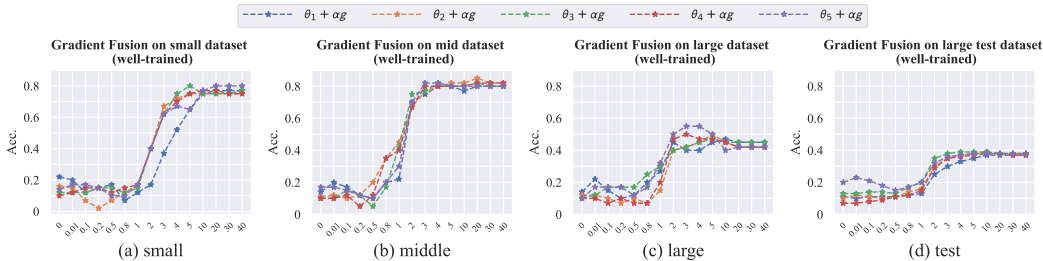 θ₁ + αg θ₂ + αg θ₃ + αg θ₄ + αg θ₅ + αg
Gradient Fusion on small dataset
(well-trained)
Gradient Fusion on mid dataset
(well-trained)
Gradient Fusion on large dataset
(well-trained)
Gradient Fusion on large test dataset
(well-trained)
Acc.
0.8
0.6
0.4
0.2
0
0 0.01 0.1 0.2 0.5 0.8 1 2 3 4 5 10 20 30 40
(a) small
Acc.
0.8
0.6
0.4
0.2
0
0 0.01 0.1 0.2 0.5 0.8 1 2 3 4 5 10 20 30 40
(b) middle
Acc.
0.8
0.6
0.4
0.2
0
0 0.01 0.1 0.2 0.5 0.8 1 2 3 4 5 10 20 30 40
(c) large
Acc.
0.8
0.6
0.4
0.2
0
0 0.01 0.1 0.2 0.5 0.8 1 2 3 4 5 10 20 30 40
(d) test